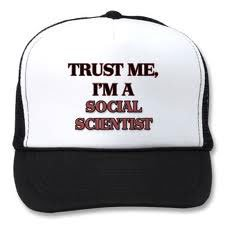 TRUST ME,
I'M A
SOCIAL
SCIENTIST